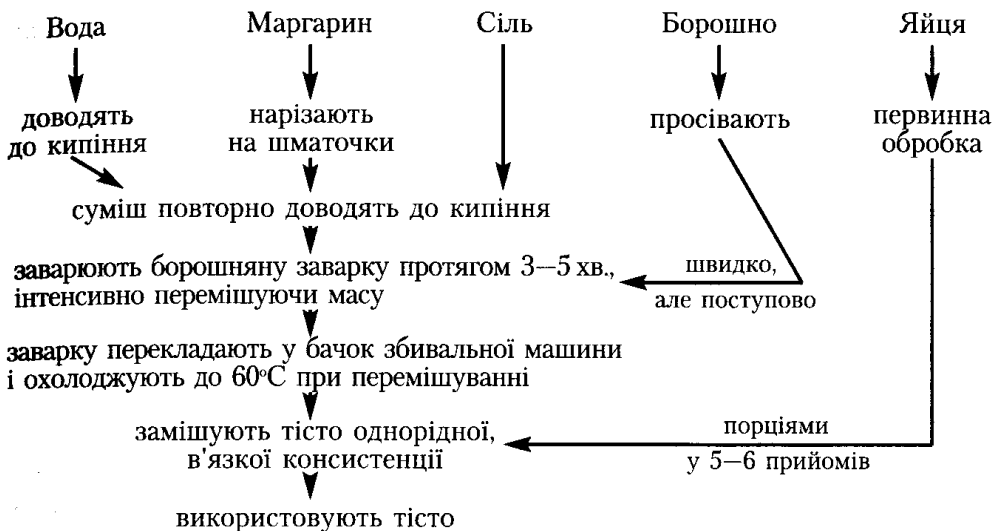 Вода Маргарин Сіль Борошно Яйця
доводять
до кипіння
нарізають
на шматочки
просівають
первинна
обробка
суміш повторно доводять до кипіння
заварюють борошняну заварку протягом 3–5 хв.,
інтенсивно перемішуючи масу
швидко,
але поступово
заварку перекладають у бачок збивальної машини
і охолоджують до 60°С при перемішуванні
замішують тісто однорідної,
в'язкої консистенції
порціями
у 5–6 прийомів
використовують тісто